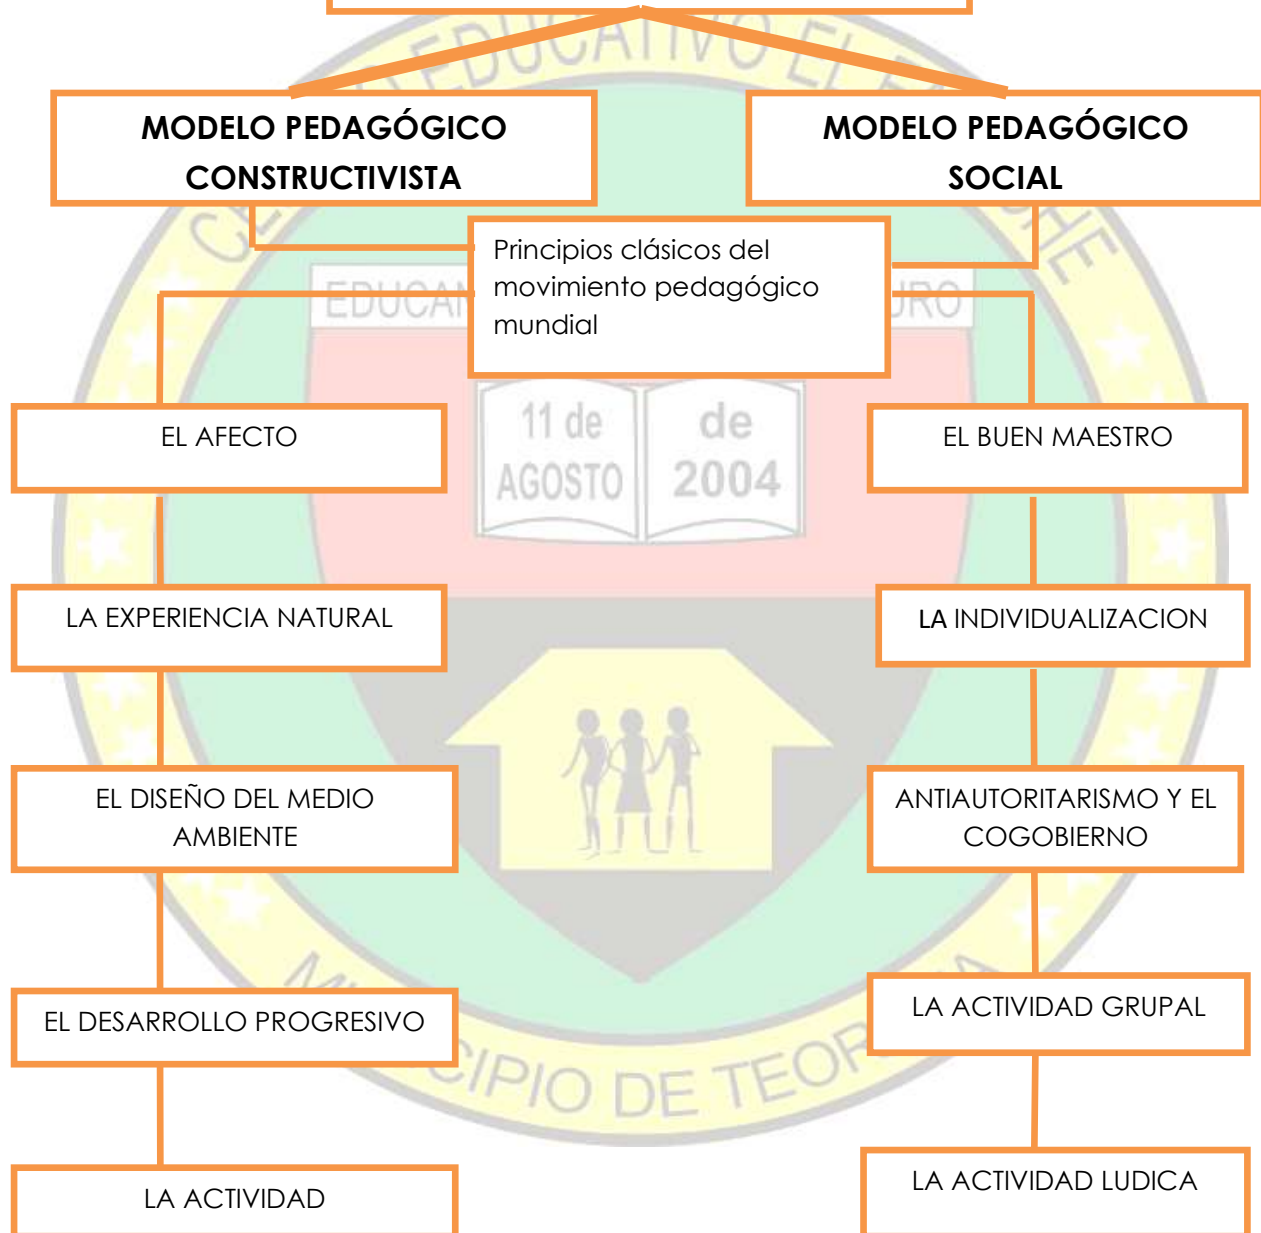 MODELO PEDAGÓGICO
CONSTRUCTIVISTA
MODELO PEDAGÓGICO
SOCIAL
Principios clásicos del
movimiento pedagógico
mundial
EL AFECTO
EL BUEN MAESTRO
LA EXPERIENCIA NATURAL
LA INDIVIDUALIZACION
EL DISEÑO DEL MEDIO
AMBIENTE
ANTIAUTORITARISMO Y EL
COGOBIERNO
EL DESARROLLO PROGRESIVO
LA ACTIVIDAD GRUPAL
LA ACTIVIDAD
LA ACTIVIDAD LUDICA
EDUCATIVO EL
11 de
AGOSTO
de
2004
DE